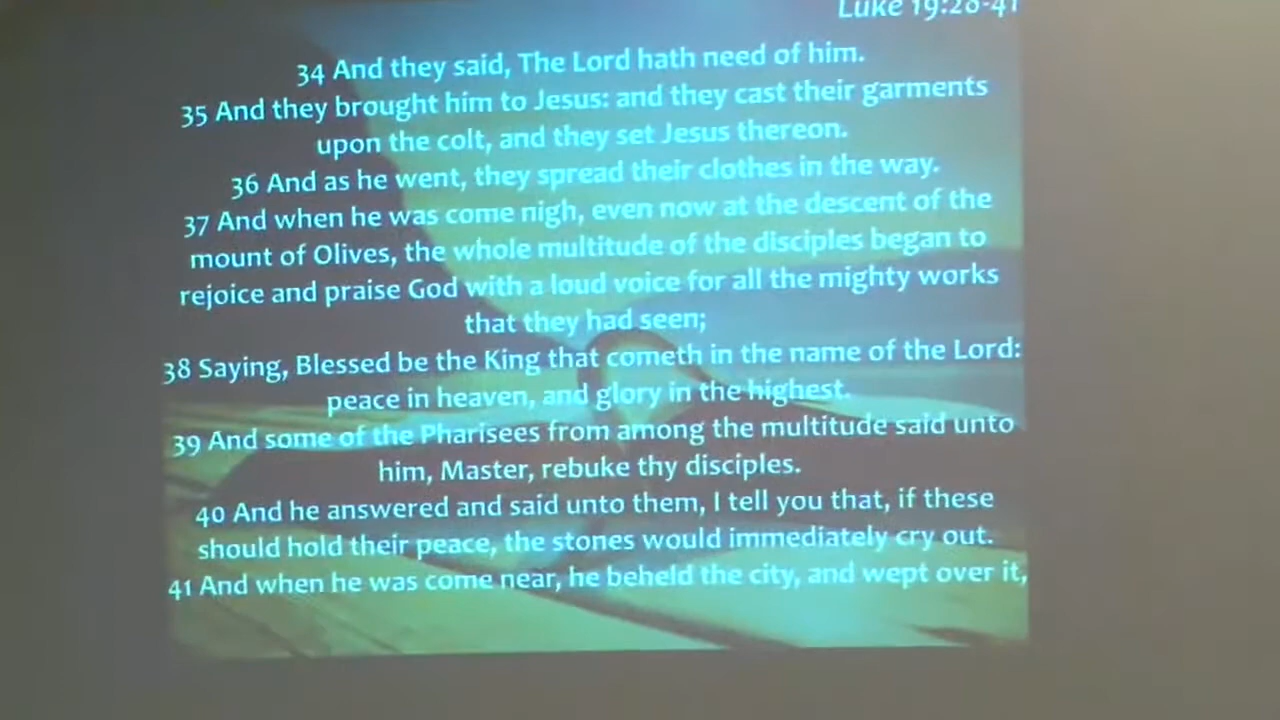 Luke 19:28-41
34 And they said, The Lord hath need of him.
35 And they brought him to Jesus: and they cast their garments
upon the colt, and they set Jesus thereon.
36 And as he went, they spread their clothes in the way.
37 And when he was come nigh, even now at the descent of the
mount of Olives, the whole multitude of the disciples began to
rejoice and praise God with a loud voice for all the mighty works
that they had seen;
38 Saying, Blessed be the King that cometh in the name of the Lord:
peace in heaven, and glory in the highest.
39 And some of the Pharisees from among the multitude said unto
him, Master, rebuke thy disciples.
40 And he answered and said unto them, I tell you that, if these
should hold their peace, the stones would immediately cry out.
41 And when he was come near, he beheld the city, and wept over it,